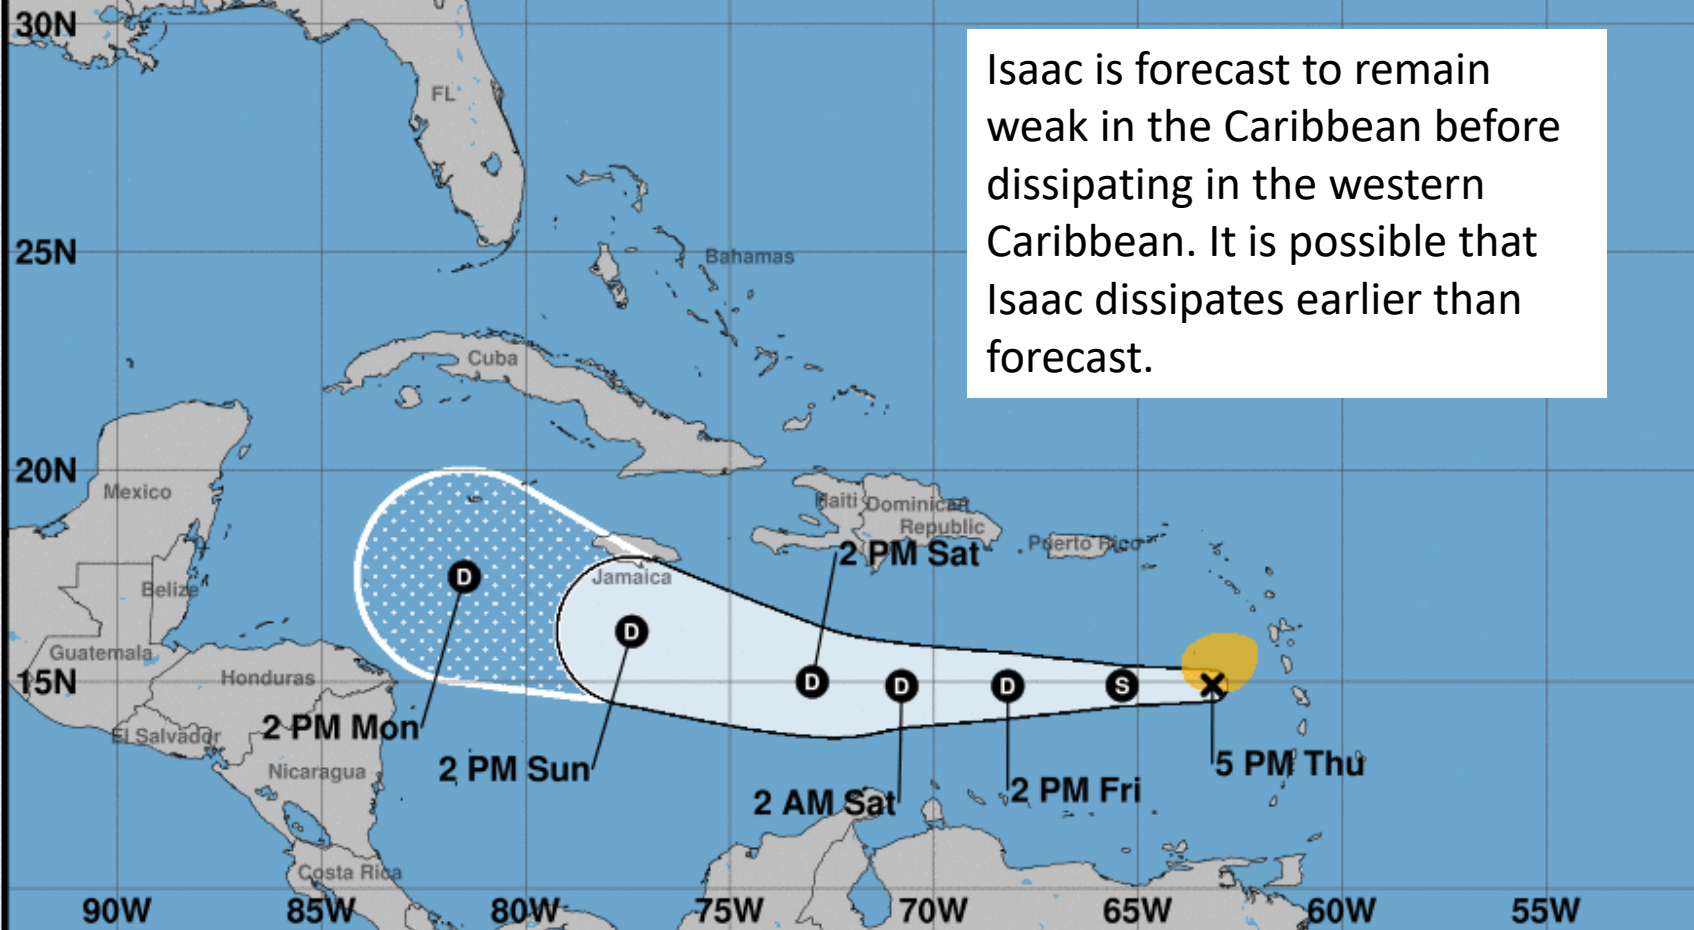 30N
FL
Isaac is forecast to remain
weak in the Caribbean before
dissipating in the western
Caribbean. It is possible that
Isaac dissipates earlier than
forecast.
25N
Bahamas
Cuba
20N
Mexico
Haiti
Dominican
Republic
Puerto Rico
2 PM Sat
Jamaica
D
Belize
D
Guatemala
Honduras
15N
D
D
D
S
2 PM Mon
El Salvador
Nicaragua
2 PM Sun
5 PM Thu
2 PM Fri
2 AM Sat
Costa Rica
90W
85W
80W
75W
70W
65W
60W
55W